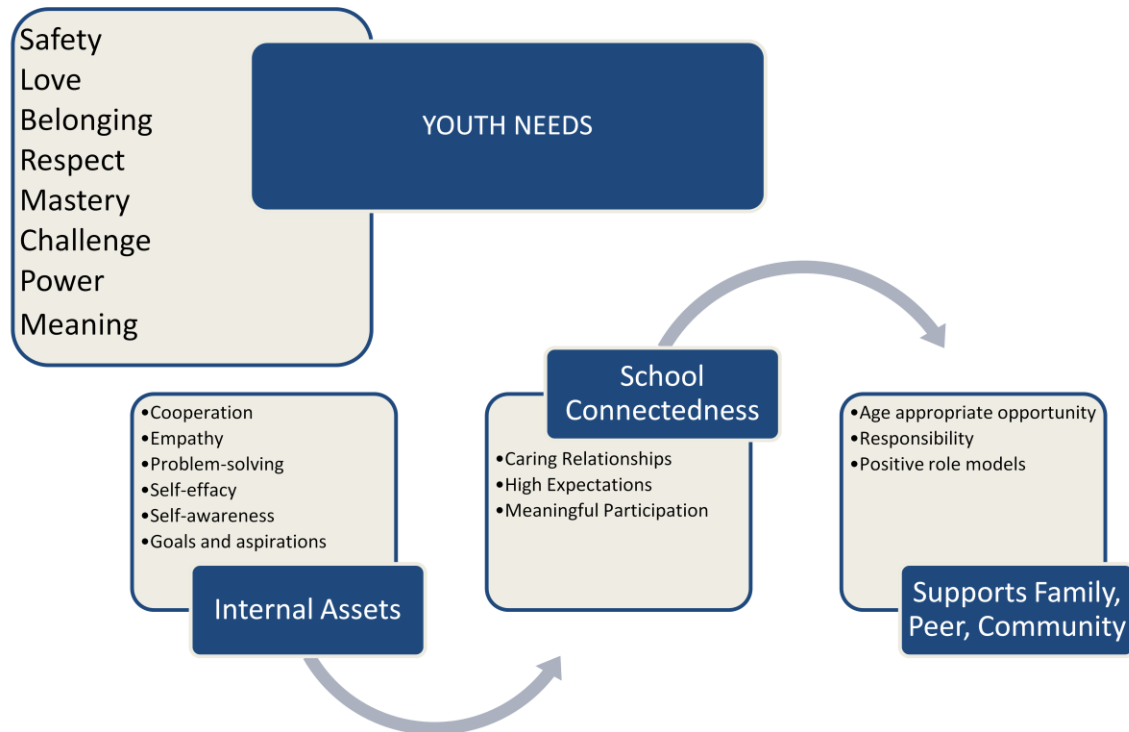 Safety
Love
Belonging
Respect
Mastery
Challenge
Power
Meaning
YOUTH NEEDS
•Cooperation
•Empathy
•Problem-solving
•Self-effacy
•Self-awareness
•Goals and aspirations
Internal Assets
School
Connectedness
•Caring Relationships
•High Expectations
•Meaningful Participation
•Age appropriate opportunity
•Responsibility
•Positive role models
Supports Family,
Peer, Community